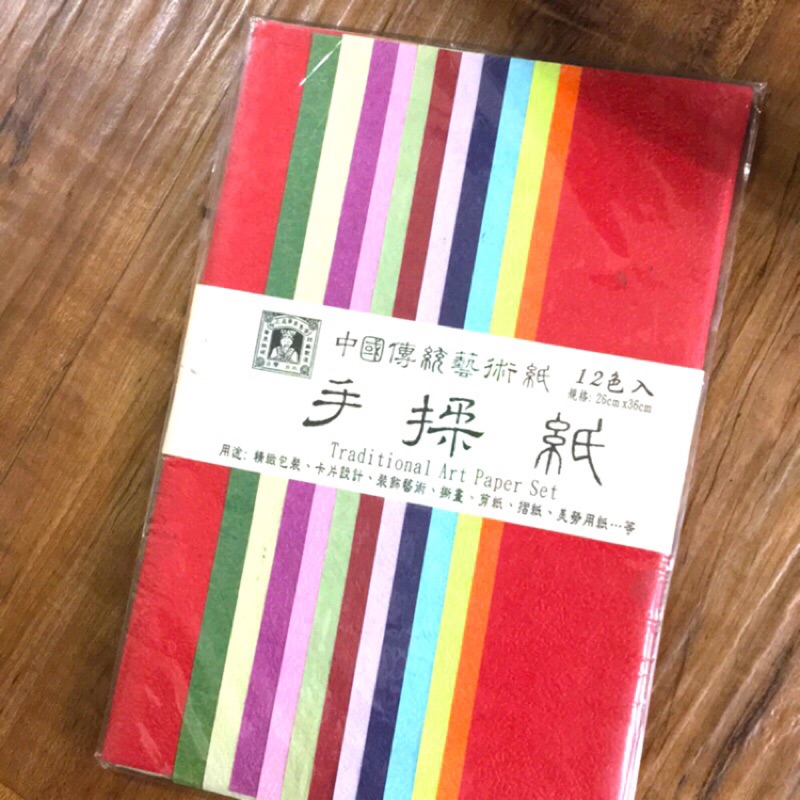 中國傳統藝術紙
12色入
規格: 26cm x36cm
手操紙
Traditional Art Paper Set
用途: 精緻包裝、卡片設計、裝飾藝術、撕畫、剪紙、摺紙、美勞用紙…等